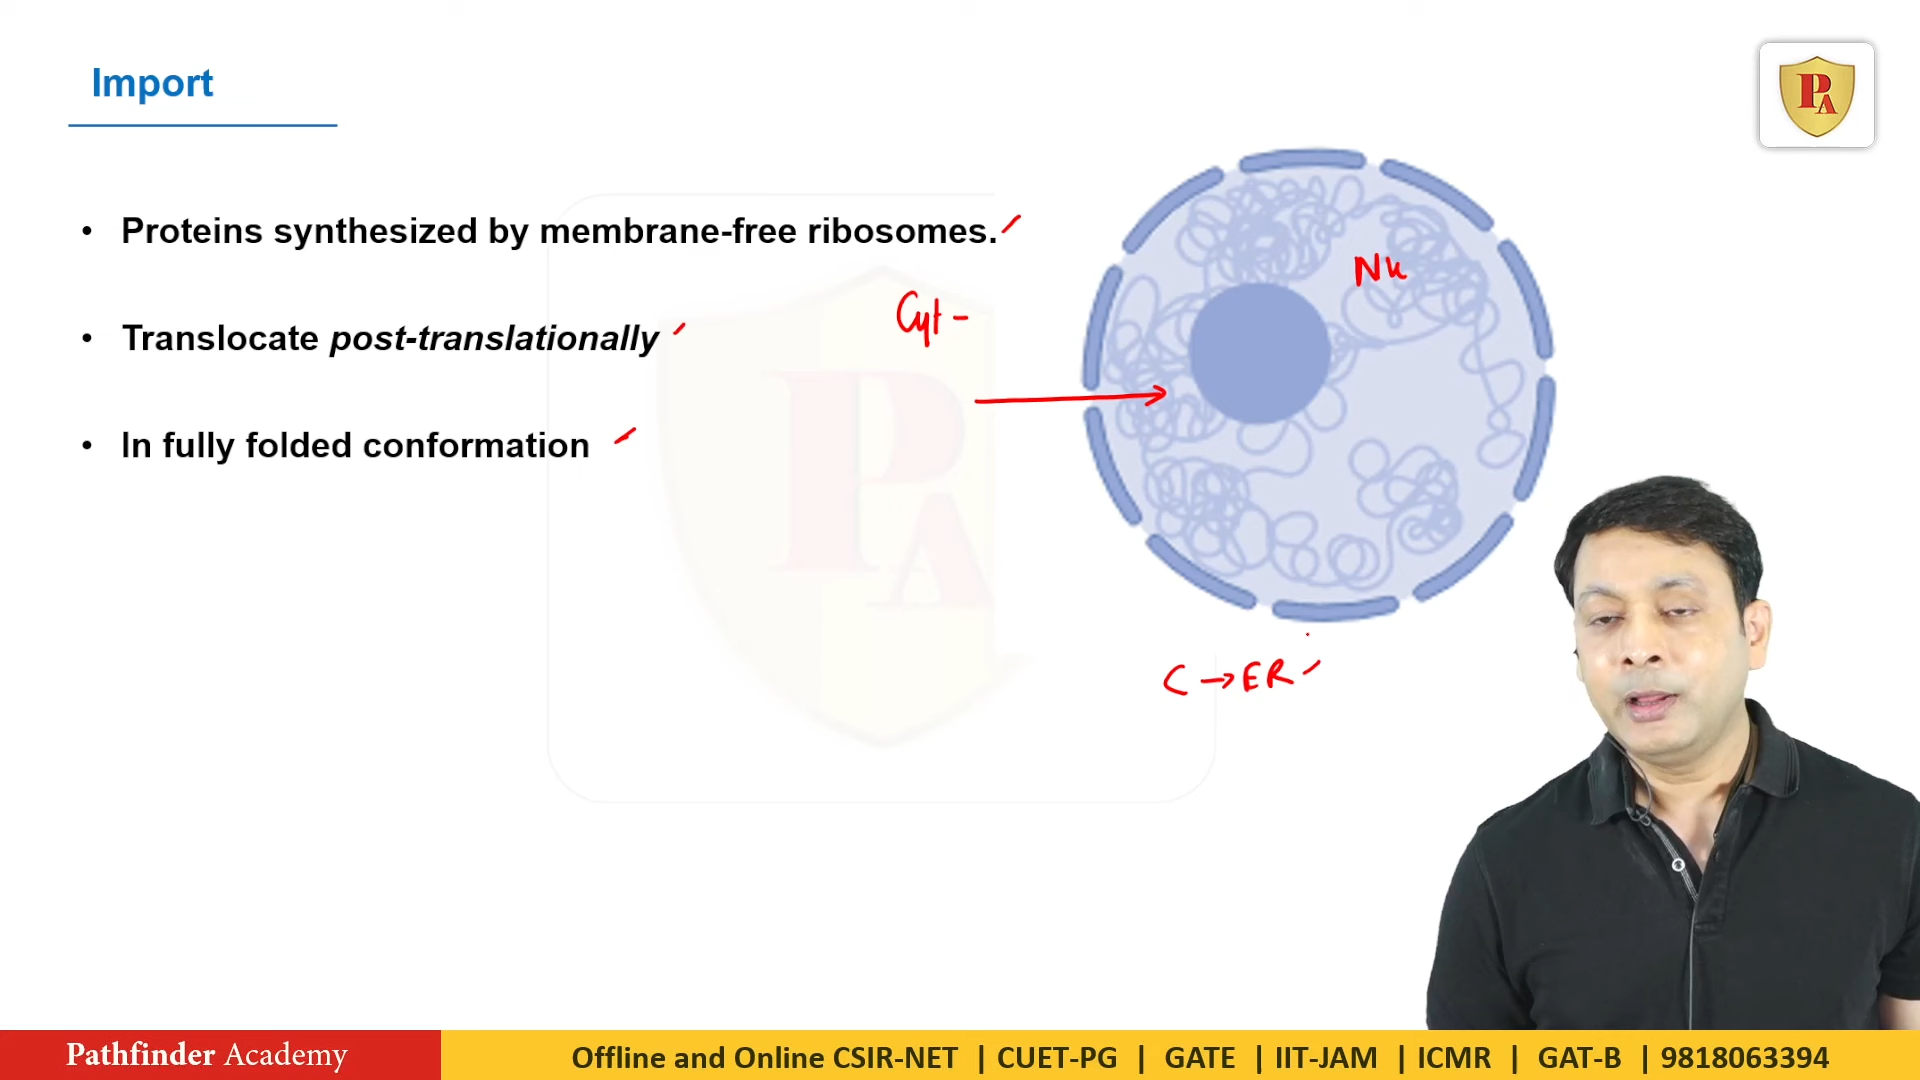 Import
PA
• Proteins synthesized by membrane-free ribosomes.
Nu
Cyt -
• Translocate post-translationally
• In fully folded conformation
C → ER
Pathfinder Academy
Offline and Online CSIR-NET | CUET-PG | GATE | IIT-JAM | ICMR | GAT-B | 9818063394